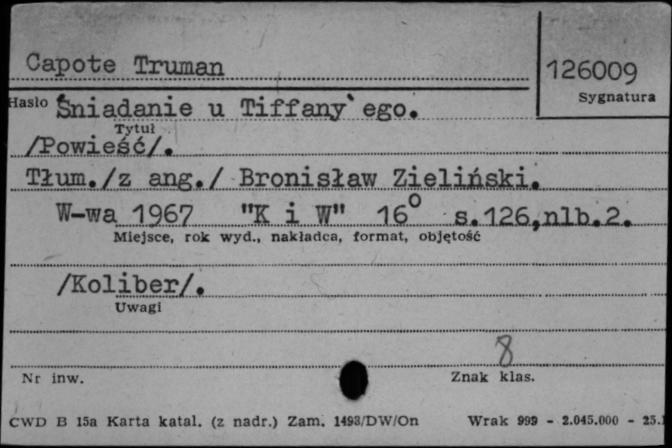 Capote Truman
126009
Hasło Śniadanie u Tiffany`ego.
Sygnatura
Tytuł
/Powieść/.
Tłum./z ang./ Bronisław Zieliński.
W-wa 1967 "K i W" 16° s.126,nlb.2.
Miejsce, rok wyd., nakładca, format, objętość
/Koliber/.
Uwagi
8
Nr inw.
Znak klas.
CWD B 15a Karta katal. (z nadr.) Zam. 1493/DW/On Wrak 999 - 2.045.000 - 25.